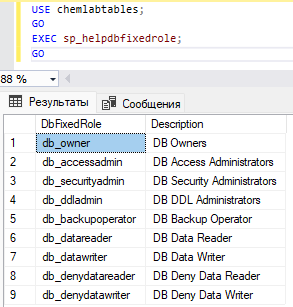 USE chemlabtables;
GO
EXEC sp_helpdbfixedrole;
GO
88 %
Результаты Сообщения
DbFixedRole Description
1 db_owner DB Owners
2 db_accessadmin DB Access Administrators
3 db_securityadmin DB Security Administrators
4 db_ddladmin DB DDL Administrators
5 db_backupoperator DB Backup Operator
6 db_datareader DB Data Reader
7 db_datawriter DB Data Writer
8 db_denydatareader DB Deny Data Reader
9 db_denydatawriter DB Deny Data Writer